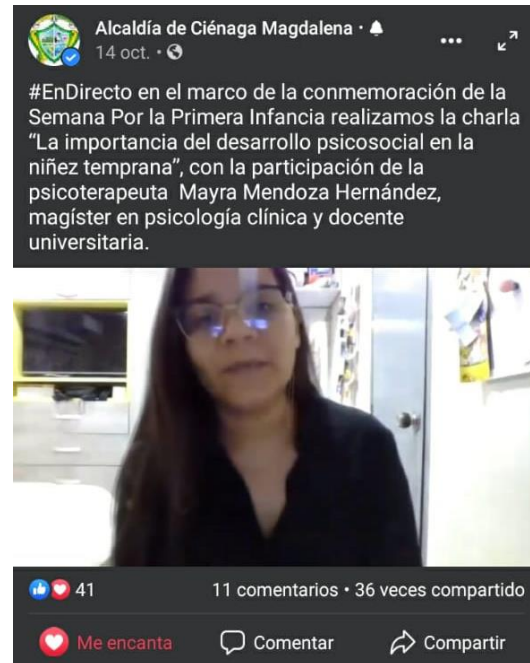 Alcaldía de Ciénaga Magdalena ·
14 oct. ·
#EnDirecto en el marco de la conmemoración de la
Semana Por la Primera Infancia realizamos la charla
“La importancia del desarrollo psicosocial en la
niñez temprana”, con la participación de la
psicoterapeuta  Mayra Mendoza Hernández,
magíster en psicología clínica y docente
universitaria.
41
11 comentarios • 36 veces compartido
Me encanta
Comentar
Compartir